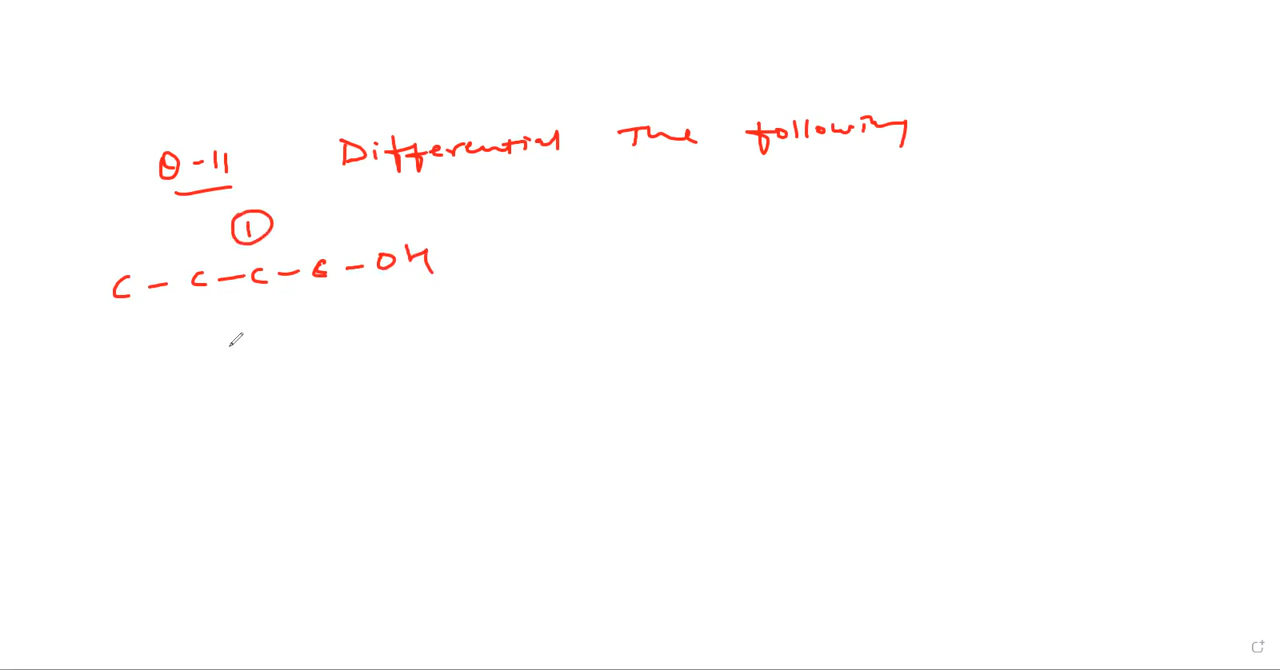 Q-11 Differential The following
①
C - C - C - C - OH